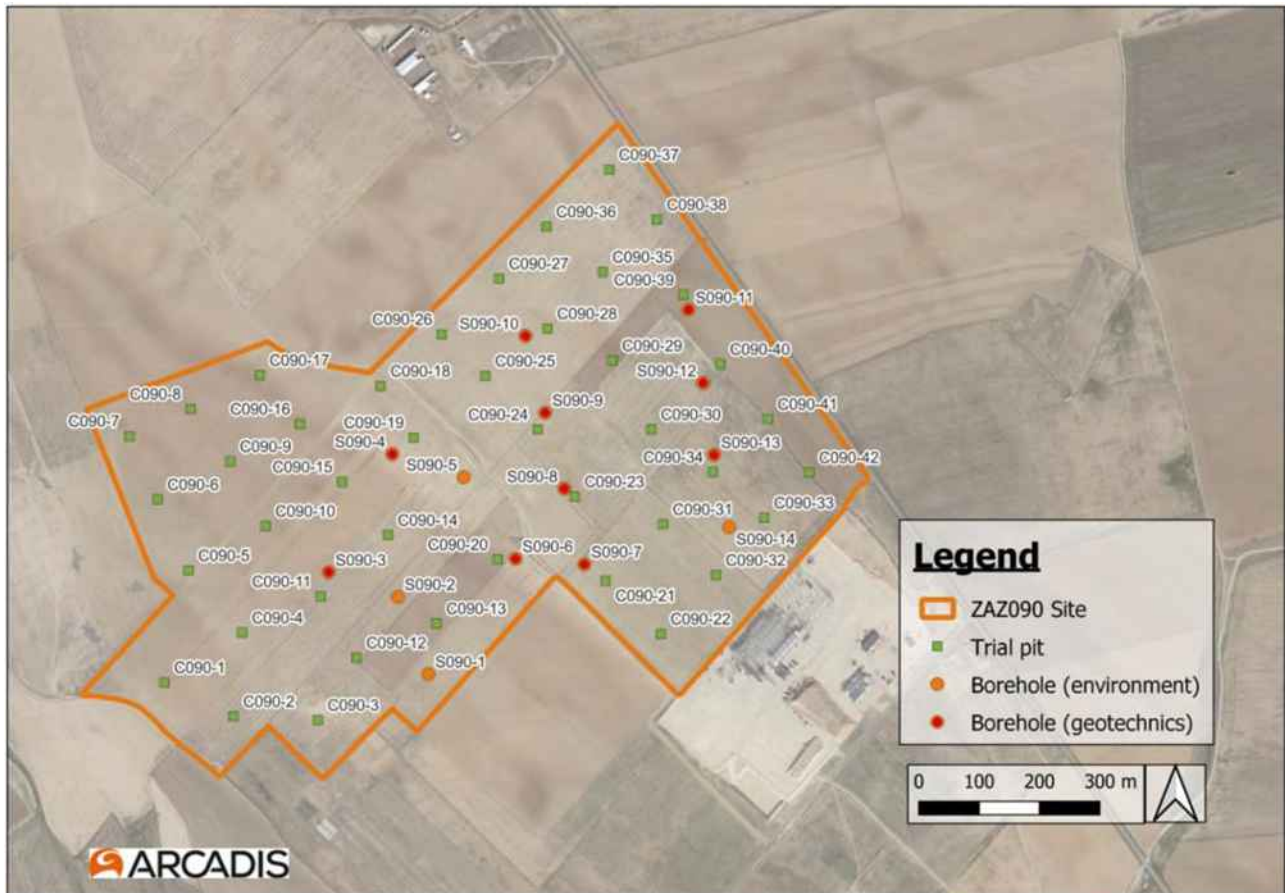 C090-37
C090-38
C090-36
C090-35
C090-27
C090-39
S090-11
C090-26
S090-10
C090-28
C090-29
C090-40
C090-17
C090-18
C090-25
S090-12
C090-8
C090-7
C090-16
C090-24
S090-9
C090-30
C090-41
C090-19
S090-4
C090-9
C090-15
S090-5
S090-8
C090-23
C090-34
S090-13
C090-42
C090-6
C090-10
C090-14
C090-31
C090-33
S090-14
C090-5
S090-3
C090-20
S090-6
S090-7
C090-32
C090-11
S090-2
C090-21
C090-4
C090-13
C090-22
C090-12
S090-1
C090-1
C090-2
C090-3
Legend
ZAZ090 Site
Trial pit
Borehole (environment)
Borehole (geotechnics)
0 100 200 300 m
ARCADIS